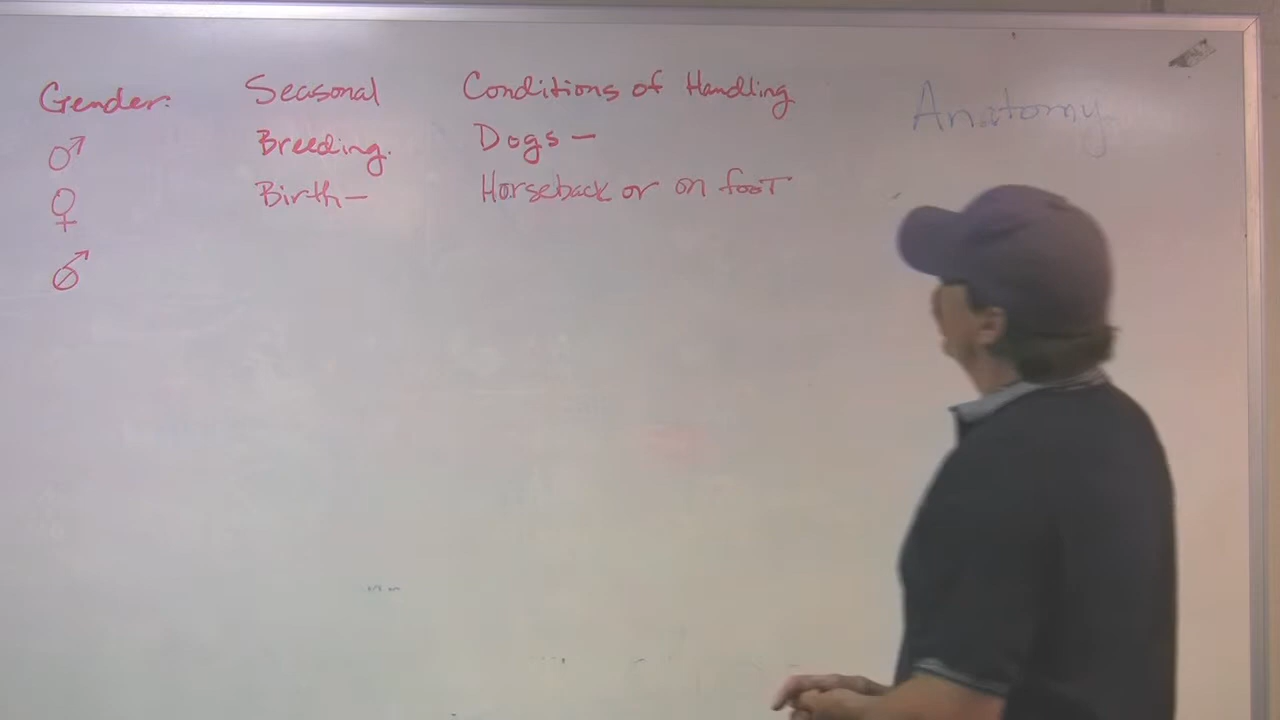 Gender:
♂
♀
Seasonal
Breeding.
Birth—
Conditions of Handling
Dogs —
Horseback or on foot
Anatomy